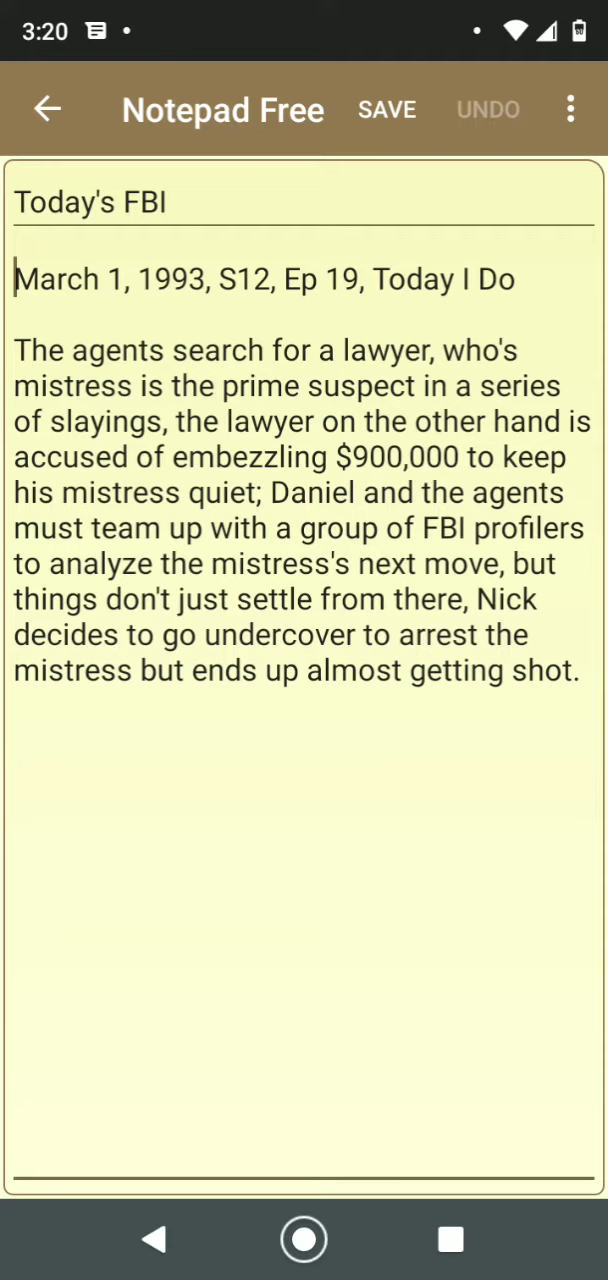 3:20
Notepad Free SAVE UNDO
Today's FBI
March 1, 1993, S12, Ep 19, Today I Do
The agents search for a lawyer, who's
mistress is the prime suspect in a series
of slayings, the lawyer on the other hand is
accused of embezzling $900,000 to keep
his mistress quiet; Daniel and the agents
must team up with a group of FBI profilers
to analyze the mistress's next move, but
things don't just settle from there, Nick
decides to go undercover to arrest the
mistress but ends up almost getting shot.